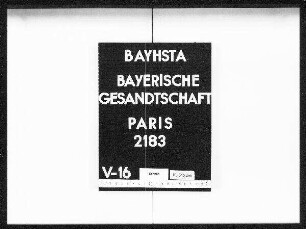 BAYHSTA
BAYERISCHE
GESANDTSCHAFT
PARIS
2183
V-16